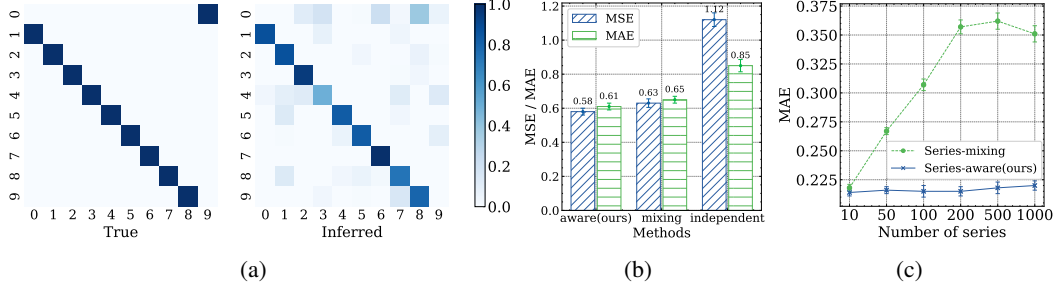 0
1
2
3
4
5
6
7
8
9
0 1 2 3 4 5 6 7 8 9
True
0
1
2
3
4
5
6
7
8
9
0 1 2 3 4 5 6 7 8 9
Inferred
1.0
0.8
0.6
0.4
0.2
0.0
(a)
MSE / MAE
1.2
1.0
0.8
0.6
0.4
0.2
0.0
MSE
MAE
0.58
0.61
0.63
0.65
1.12
0.85
aware(ours) mixing independent
Methods
(b)
MAE
0.375
0.350
0.325
0.300
0.275
0.250
0.225
Series-mixing
Series-aware(ours)
10 50 100 200 500 1000
Number of series
(c)